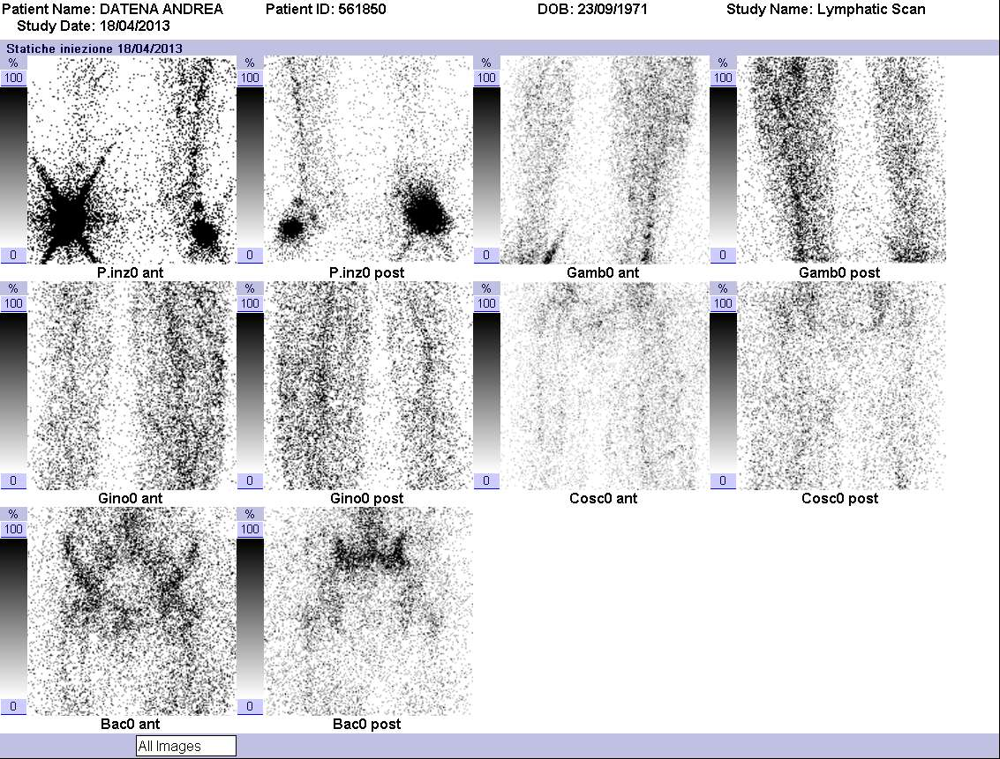 Patient Name: DATENA ANDREA Patient ID: 561850 DOB: 23/09/1971 Study Name: Lymphatic Scan
Study Date: 18/04/2013
Statiche iniezione 18/04/2013
% % % %
100 100 100 100
0 0 0 0
P.inz0 ant P.inz0 post Gamb0 ant Gamb0 post
% % % %
100 100 100 100
0 0 0 0
Gino0 ant Gino0 post Cosc0 ant Cosc0 post
% %
100 100
0 0
Bac0 ant Bac0 post
All Images